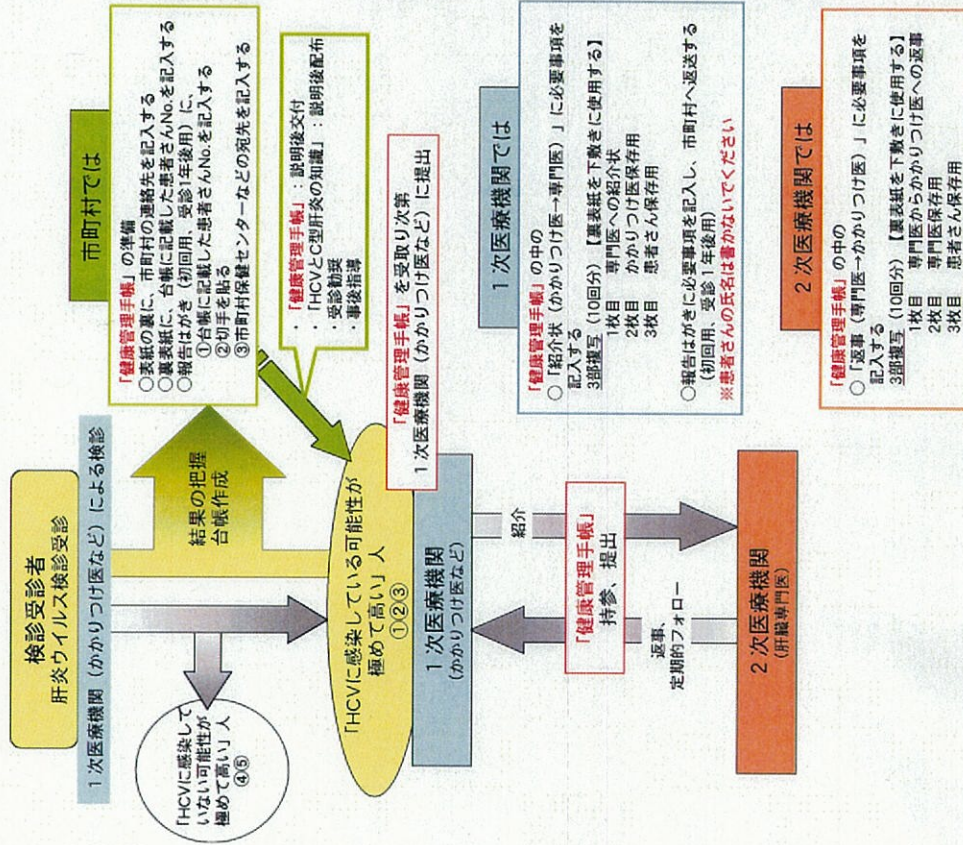 検診受診者
肝炎ウイルス検診受診
1次医療機関（かかりつけ医など）による検診
「HCVに感染して
いない可能性が
極めて高い」人
④⑤
結果の把握
台帳作成
「HCVに感染している可能性が
極めて高い」人
①②③
1次医療機関
（かかりつけ医など）
紹介
「健康管理手帳」
持参、提出
返事、
定期的フォロー
2次医療機関
（肝臓専門医）
市町村では
「健康管理手帳」の準備
○表紙の裏に、市町村の連絡先を記入する
○裏表紙に、台帳に記載した患者さんNo.を記入する
○報告はがき（初回用、受診1年後用）に、
①台帳に記載した患者さんNo.を記入する
②切手を貼る
③市町村保健センターなどの宛先を記入する
・「健康管理手帳」：説明後交付
・「HCVとC型肝炎の知識」：説明後配布
・受診勧奨
・事後指導
「健康管理手帳」を受取り次第
1次医療機関（かかりつけ医など）に提出
1次医療機関では
「健康管理手帳」の中の
○「紹介状（かかりつけ医→専門医）」に必要事項を
記入する
3部複写（10回分）【裏表紙を下敷きに使用する】
1枚目 専門医への紹介状
2枚目 かかりつけ医保存用
3枚目 患者さん保存用
○報告はがきに必要事項を記入し、市町村へ返送する
（初回用、受診1年後用）
※患者さんの氏名は書かないでください
2次医療機関では
「健康管理手帳」の中の
○「返事（専門医→かかりつけ医）」に必要事項を
記入する
3部複写（10回分）【裏表紙を下敷きに使用する】
1枚目 専門医からかかりつけ医への返事
2枚目 専門医保存用
3枚目 患者さん保存用